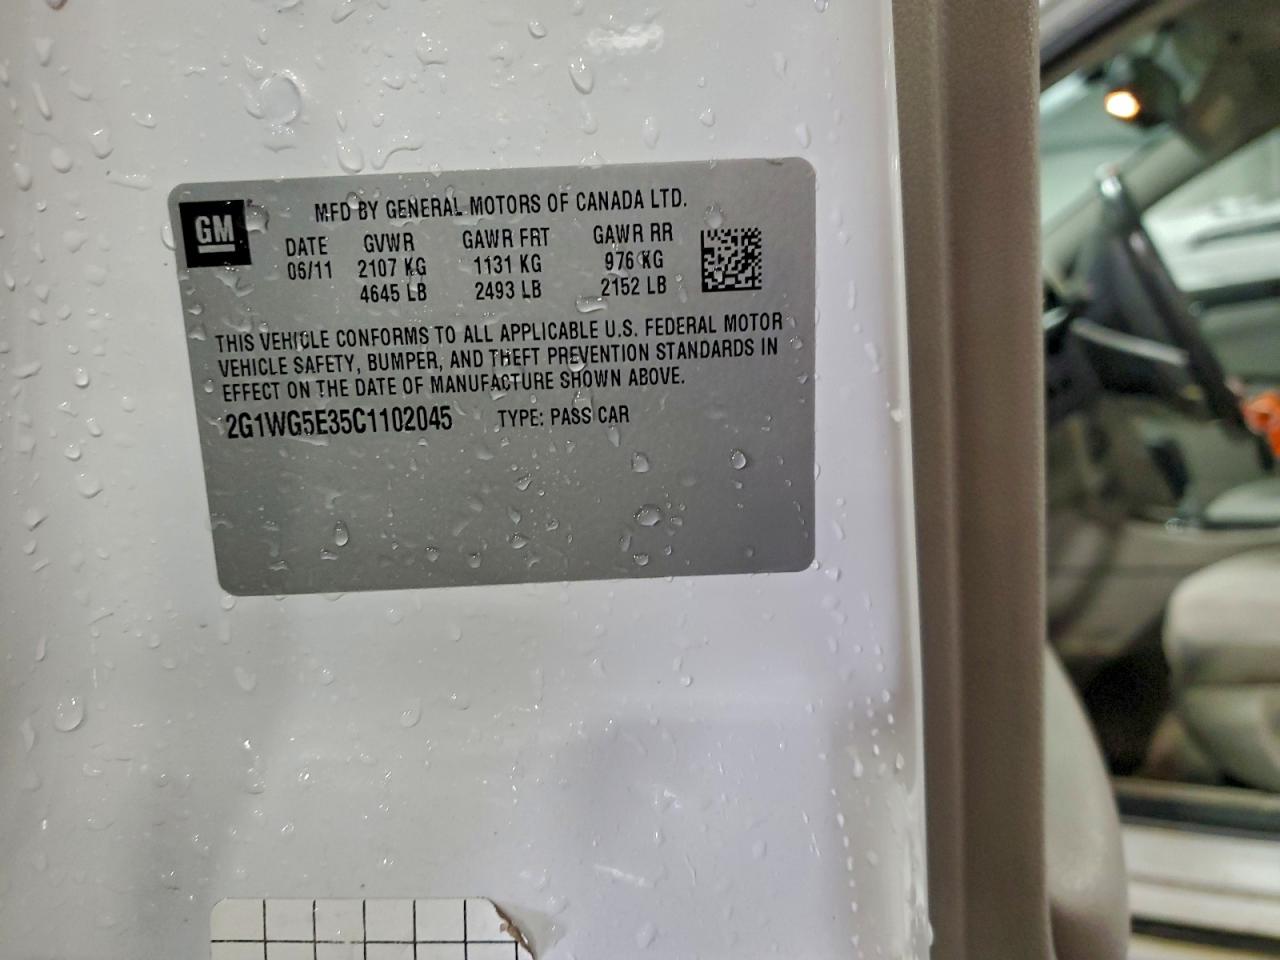 GM
MFD BY GENERAL MOTORS OF CANADA LTD.
DATE GVWR GAWR FRT GAWR RR
06/11 2107 KG 1131 KG 976 KG
4645 LB 2493 LB 2152 LB
THIS VEHICLE CONFORMS TO ALL APPLICABLE U.S. FEDERAL MOTOR
VEHICLE SAFETY, BUMPER, AND THEFT PREVENTION STANDARDS IN
EFFECT ON THE DATE OF MANUFACTURE SHOWN ABOVE.
2G1WG5E35C1102045 TYPE: PASS CAR